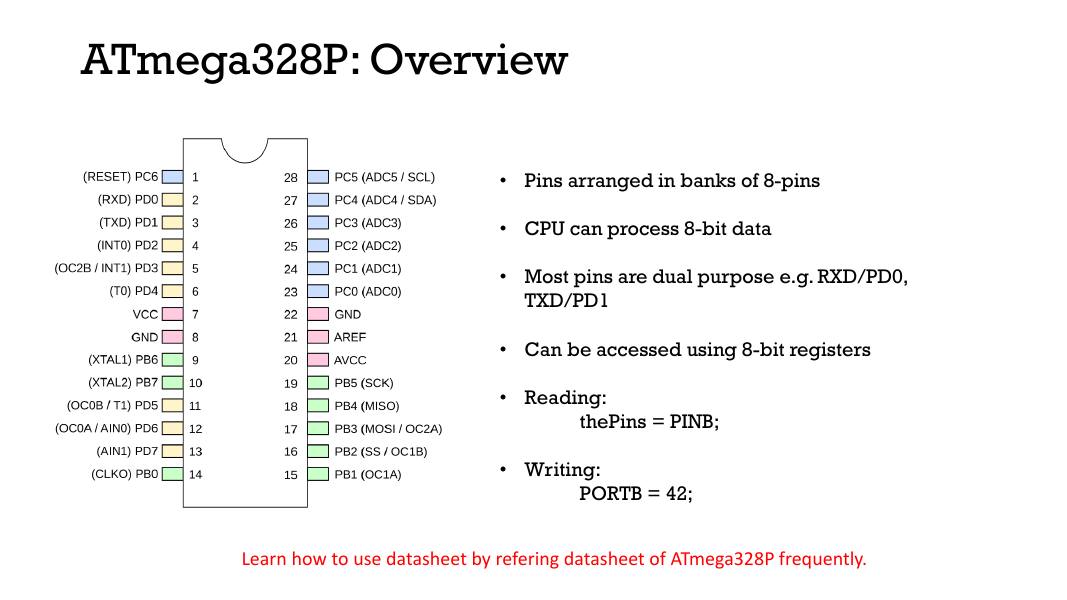 ATmega328P: Overview
(RESET) PC6 1 28 PC5 (ADC5 / SCL)
(RXD) PD0 2 27 PC4 (ADC4 / SDA)
(TXD) PD1 3 26 PC3 (ADC3)
(INT0) PD2 4 25 PC2 (ADC2)
(OC2B / INT1) PD3 5 24 PC1 (ADC1)
(T0) PD4 6 23 PC0 (ADC0)
VCC 7 22 GND
GND 8 21 AREF
(XTAL1) PB6 9 20 AVCC
(XTAL2) PB7 10 19 PB5 (SCK)
(OC0B / T1) PD5 11 18 PB4 (MISO)
(OC0A / AIN0) PD6 12 17 PB3 (MOSI / OC2A)
(AIN1) PD7 13 16 PB2 (SS / OC1B)
(CLKO) PB0 14 15 PB1 (OC1A)
• Pins arranged in banks of 8-pins
• CPU can process 8-bit data
• Most pins are dual purpose e.g. RXD/PD0,
TXD/PD1
• Can be accessed using 8-bit registers
• Reading:
thePins = PINB;
• Writing:
PORTB = 42;
Learn how to use datasheet by refering datasheet of ATmega328P frequently.